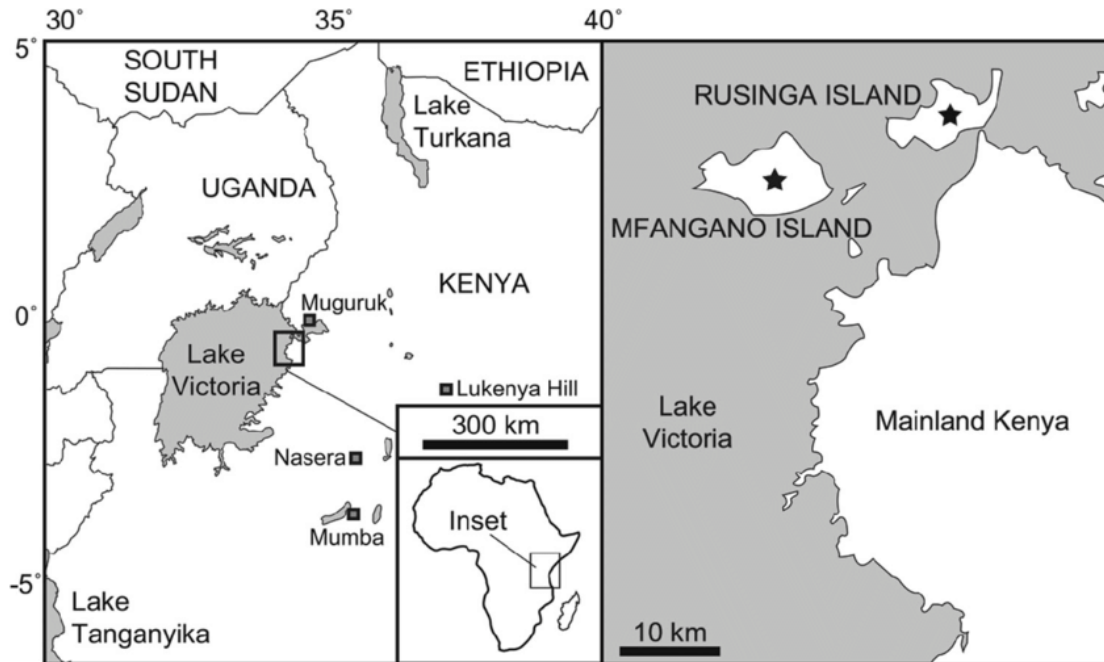 30°
35°
40°
5°
0°
-5°
SOUTH
SUDAN
ETHIOPIA
Lake
Turkana
UGANDA
KENYA
Muguruk
Lake
Victoria
Lukenya Hill
300 km
Nasera
Mumba
Inset
Lake
Tanganyika
RUSINGA ISLAND
MFANGANO ISLAND
Lake
Victoria
Mainland Kenya
10 km